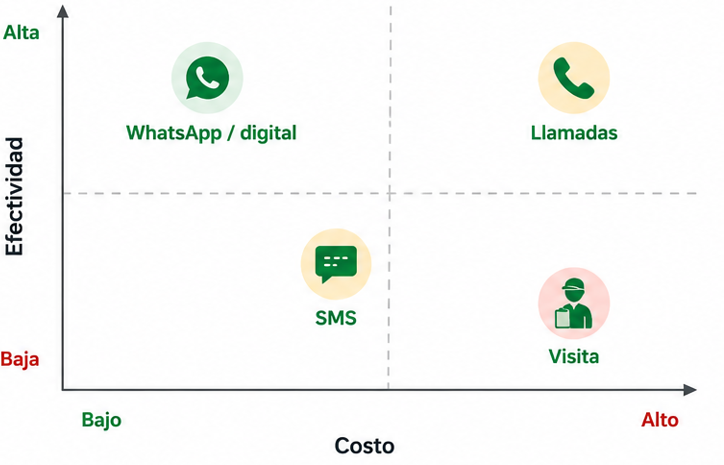 Alta
WhatsApp / digital
Llamadas
Efectividad
SMS
Visita
Baja
Bajo
Alto
Costo